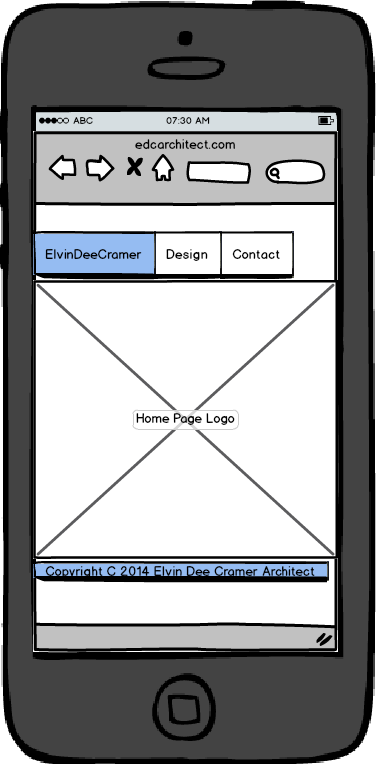 ABC 07:30 AM
edcarchitect.com
ElvinDeeCramer Design Contact
Home Page Logo
Copyright C 2014 Elvin Dee Cramer Architect